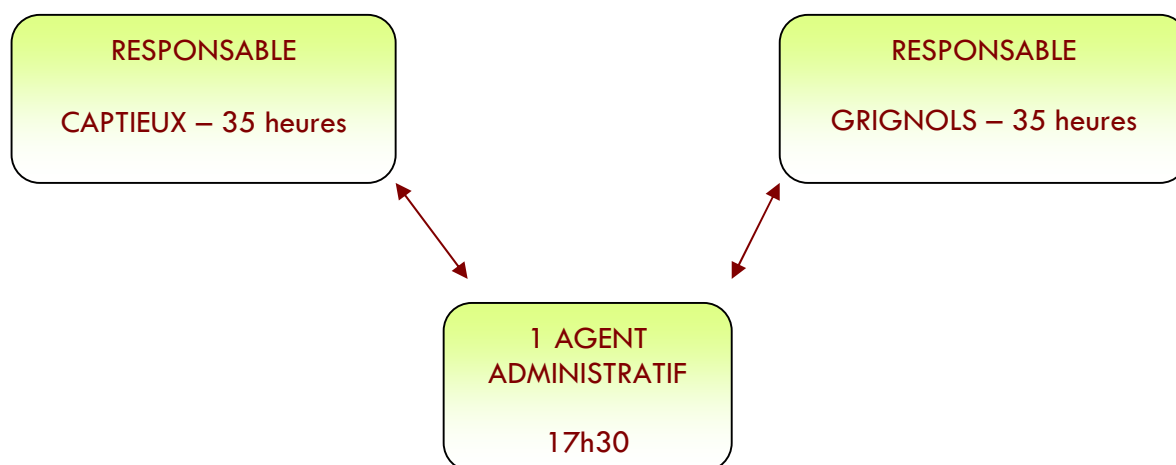 RESPONSABLE
CAPTIEUX – 35 heures
RESPONSABLE
GRIGNOLS – 35 heures
1 AGENT
ADMINISTRATIF
17h30